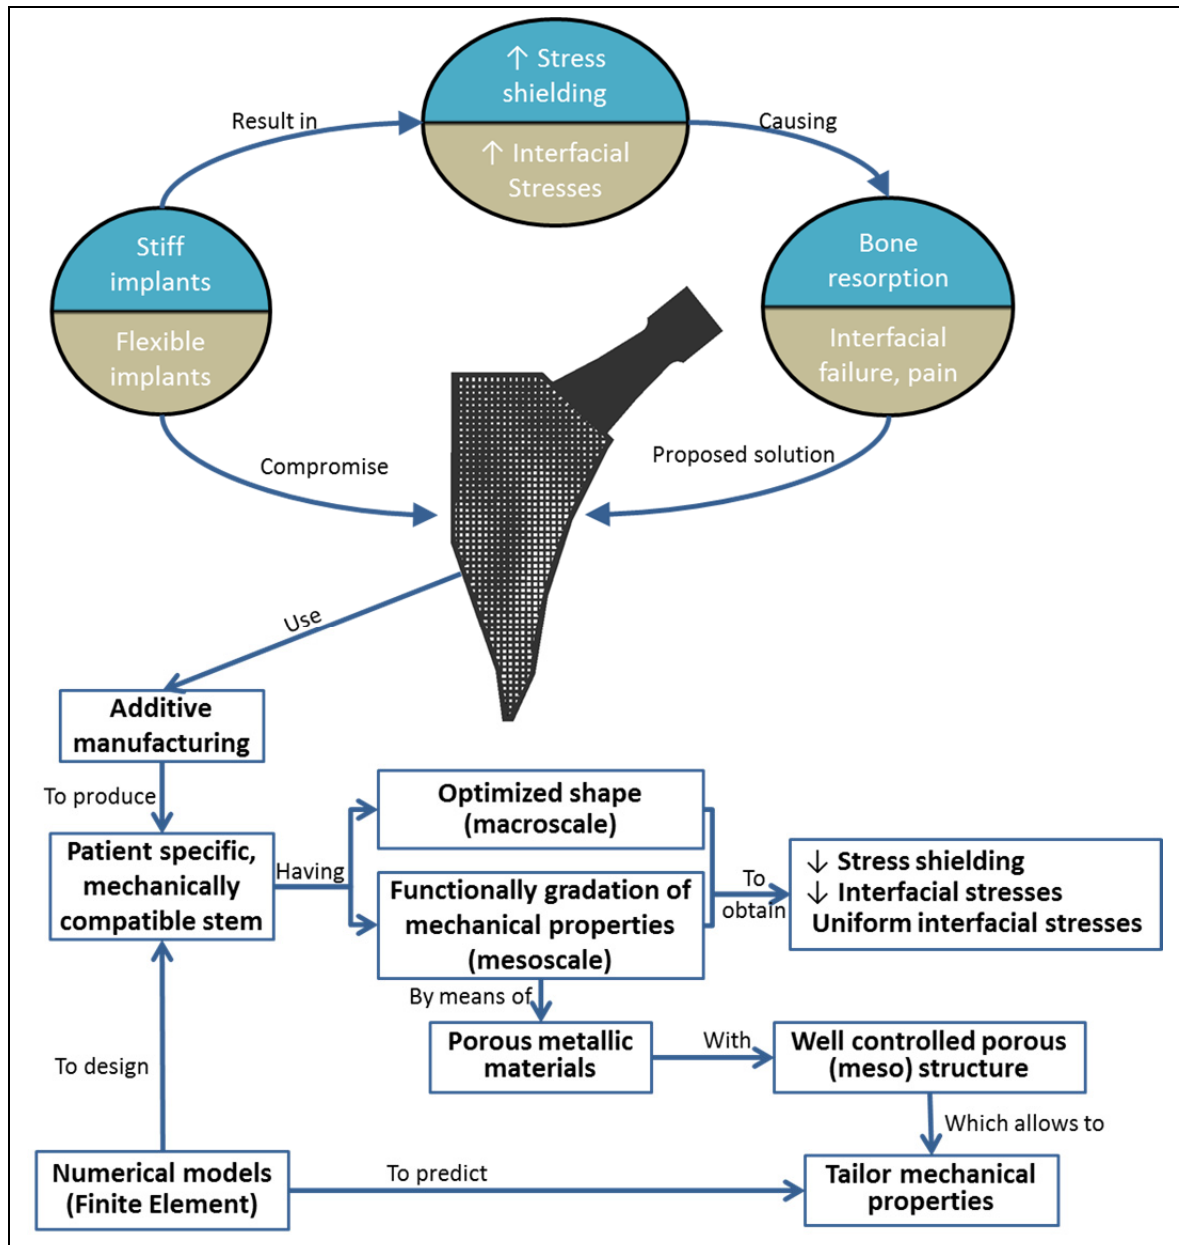 ↑ Stress
shielding
↑ Interfacial
Stresses
Result in
Causing
Stiff
implants
Flexible
implants
Bone
resorption
Interfacial
failure, pain
Compromise
Proposed solution
Use
Additive
manufacturing
To produce
Patient specific,
mechanically
compatible stem
Having
Optimized shape
(macroscale)
Functionally gradation of
mechanical properties
(mesoscale)
To
obtain
↓ Stress shielding
↓ Interfacial stresses
Uniform interfacial stresses
By means of
Porous metallic
materials
With
Well controlled porous
(meso) structure
Which allows to
Tailor mechanical
properties
To design
Numerical models
(Finite Element)
To predict